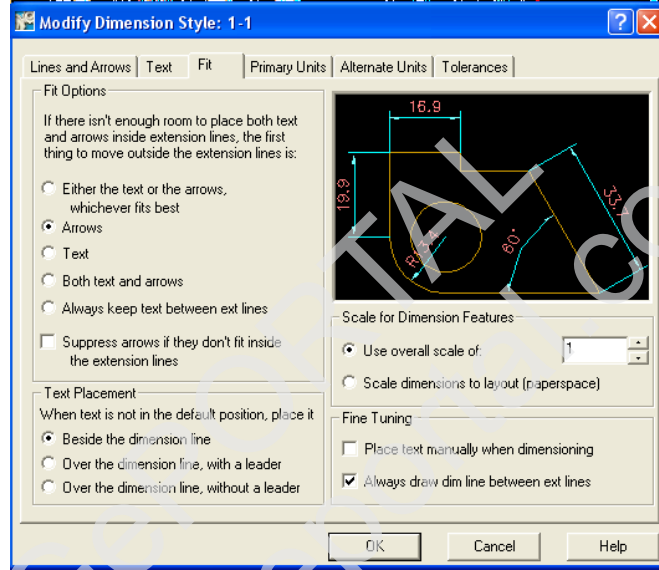 Modify Dimension Style: 1-1
Lines and Arrows Text Fit Primary Units Alternate Units Tolerances
Fit Options
If there isn't enough room to place both text
and arrows inside extension lines, the first
thing to move outside the extension lines is:
Either the text or the arrows,
whichever fits best
Arrows
Text
Both text and arrows
Always keep text between ext lines
Suppress arrows if they don't fit inside
the extension lines
Text Placement
When text is not in the default position, place it
Beside the dimension line
Over the dimension line, with a leader
Over the dimension line, without a leader
16.9
19.9
R13.4
60°
33.7
Scale for Dimension Features
Use overall scale of: 1
Scale dimensions to layout (paperspace)
Fine Tuning
Place text manually when dimensioning
Always draw dim line between ext lines
OK Cancel Help